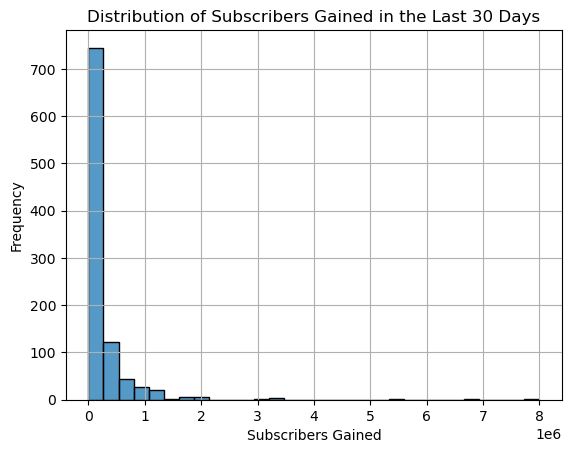 Distribution of Subscribers Gained in the Last 30 Days
700
600
500
400
300
200
100
0
Frequency
0 1 2 3 4 5 6 7 8
1e6
Subscribers Gained